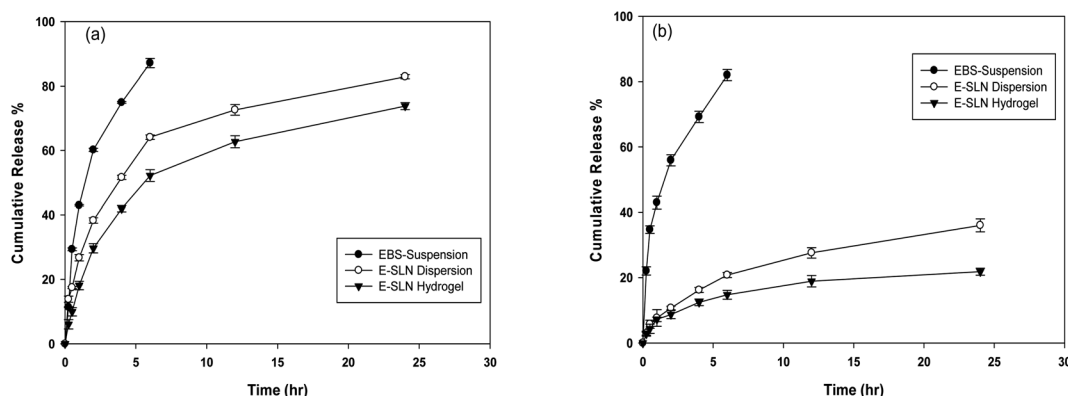 (a)
100
80
60
40
20
0
Cumulative Release %
EBS-Suspension
E-SLN Dispersion
E-SLN Hydrogel
0 5 10 15 20 25 30
Time (hr)
(b)
100
80
60
40
20
0
Cumulative Release %
EBS-Suspension
E-SLN Dispersion
E-SLN Hydrogel
0 5 10 15 20 25 30
Time (hr)